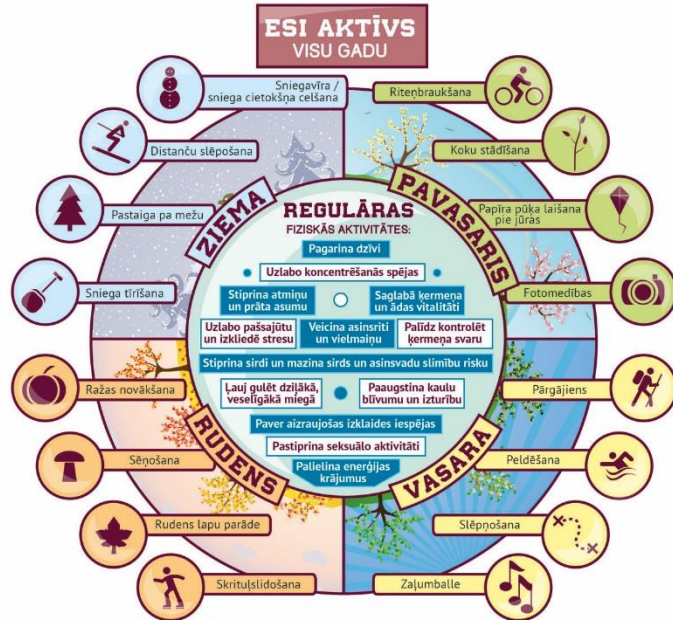 ESI AKTĪVS
VISU GADU
Sniegavīra /
sniega cietokšņa celšana
Distanču slēpošana
Pastaiga pa mežu
Sniega tīrīšana
ZIEMA
Riteņbraukšana
Koku stādīšana
Papīra pūķa laišana
pie jūras
Fotomedības
PAVASARIS
REGULĀRAS
FIZISKĀS AKTIVITĀTES:
Pagarina dzīvi
Uzlabo koncentrēšanās spējas
Stiprina atmiņu
un prāta asumu
Saglabā ķermeņa
un ādas vitalitāti
Uzlabo pašsajūtu
un izkliedē stresu
Veicina asinsriti
un vielmaiņu
Palīdz kontrolēt
ķermeņa svaru
Stiprina sirdi un mazina sirds un asinsvadu slimību risku
Ļauj gulēt dziļākā,
veselīgākā miegā
Paaugstina kaulu
blīvumu un izturību
Paver aizraujošas izklaides iespējas
Pastiprina seksuālo aktivitāti
Palielina enerģijas
krājumus
Ražas novākšana
Sēņošana
Rudens lapu parāde
Skrituļslidošana
RUDENS
Pārgājiens
Peldēšana
Slēpņošana
Zaļumballe
VASARA